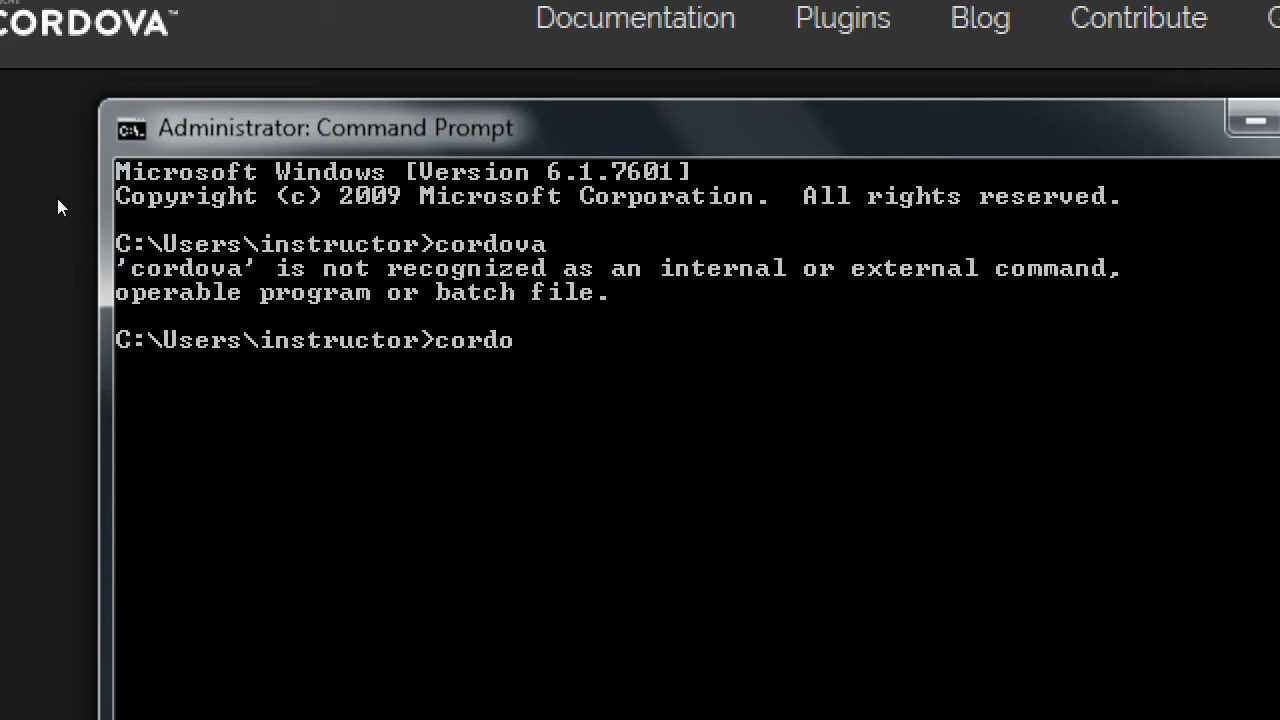 CORDOVA™
Documentation Plugins Blog Contribute
Administrator: Command Prompt
Microsoft Windows [Version 6.1.7601]
Copyright (c) 2009 Microsoft Corporation.  All rights reserved.
C:\Users\instructor>cordova
'cordova' is not recognized as an internal or external command,
operable program or batch file.
C:\Users\instructor>cordo